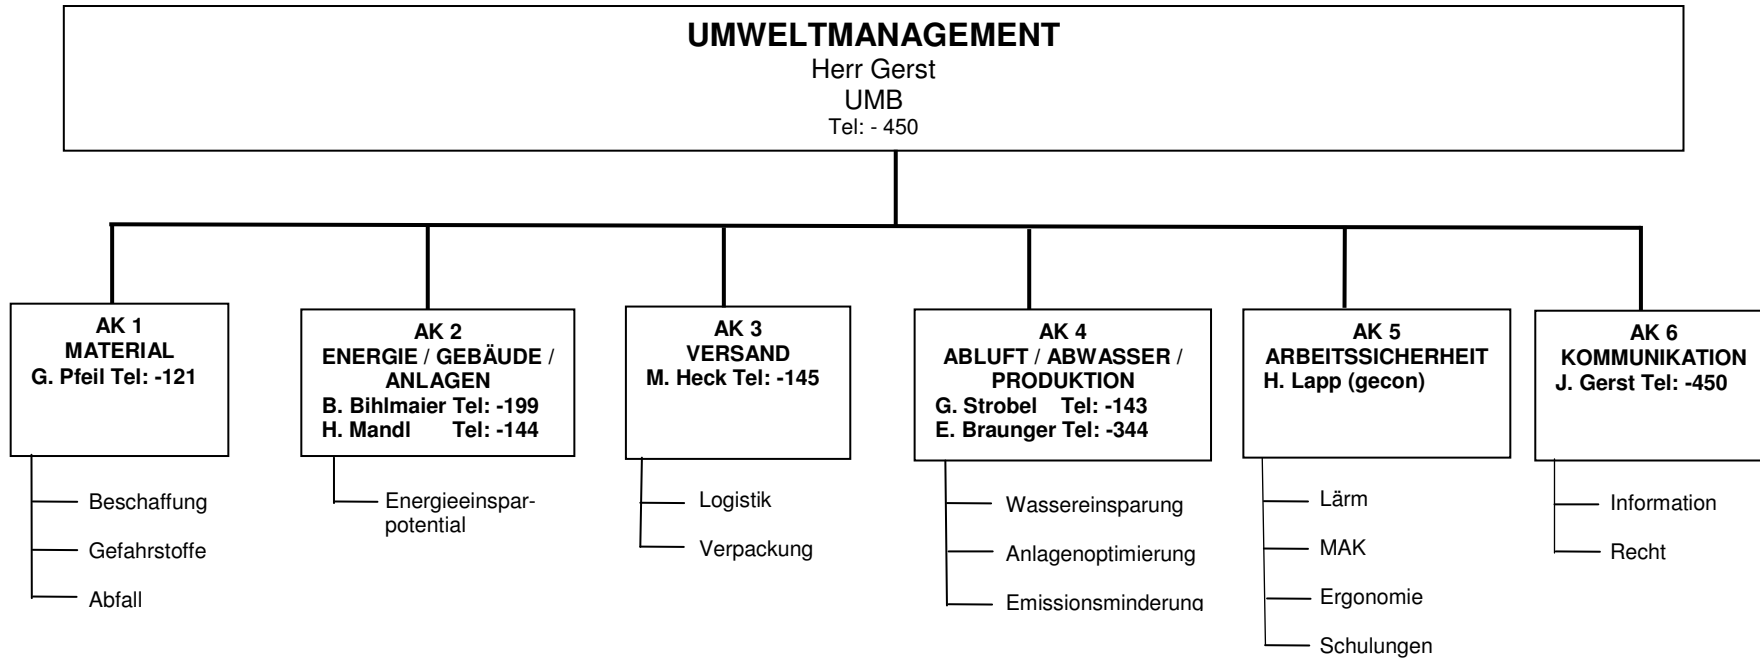 UMWELTMANAGEMENT
Herr Gerst
UMB
Tel: - 450
AK 1
MATERIAL
G. Pfeil Tel: -121
Beschaffung
Gefahrstoffe
Abfall
AK 2
ENERGIE / GEBÄUDE /
ANLAGEN
B. Bihlmaier Tel: -199
H. Mandl Tel: -144
Energieeinspar-
potential
AK 3
VERSAND
M. Heck Tel: -145
Logistik
Verpackung
AK 4
ABLUFT / ABWASSER /
PRODUKTION
G. Strobel Tel: -143
E. Braunger Tel: -344
Wassereinsparung
Anlagenoptimierung
Emissionsminderung
AK 5
ARBEITSSICHERHEIT
H. Lapp (gecon)
Lärm
MAK
Ergonomie
Schulungen
AK 6
KOMMUNIKATION
J. Gerst Tel: -450
Information
Recht